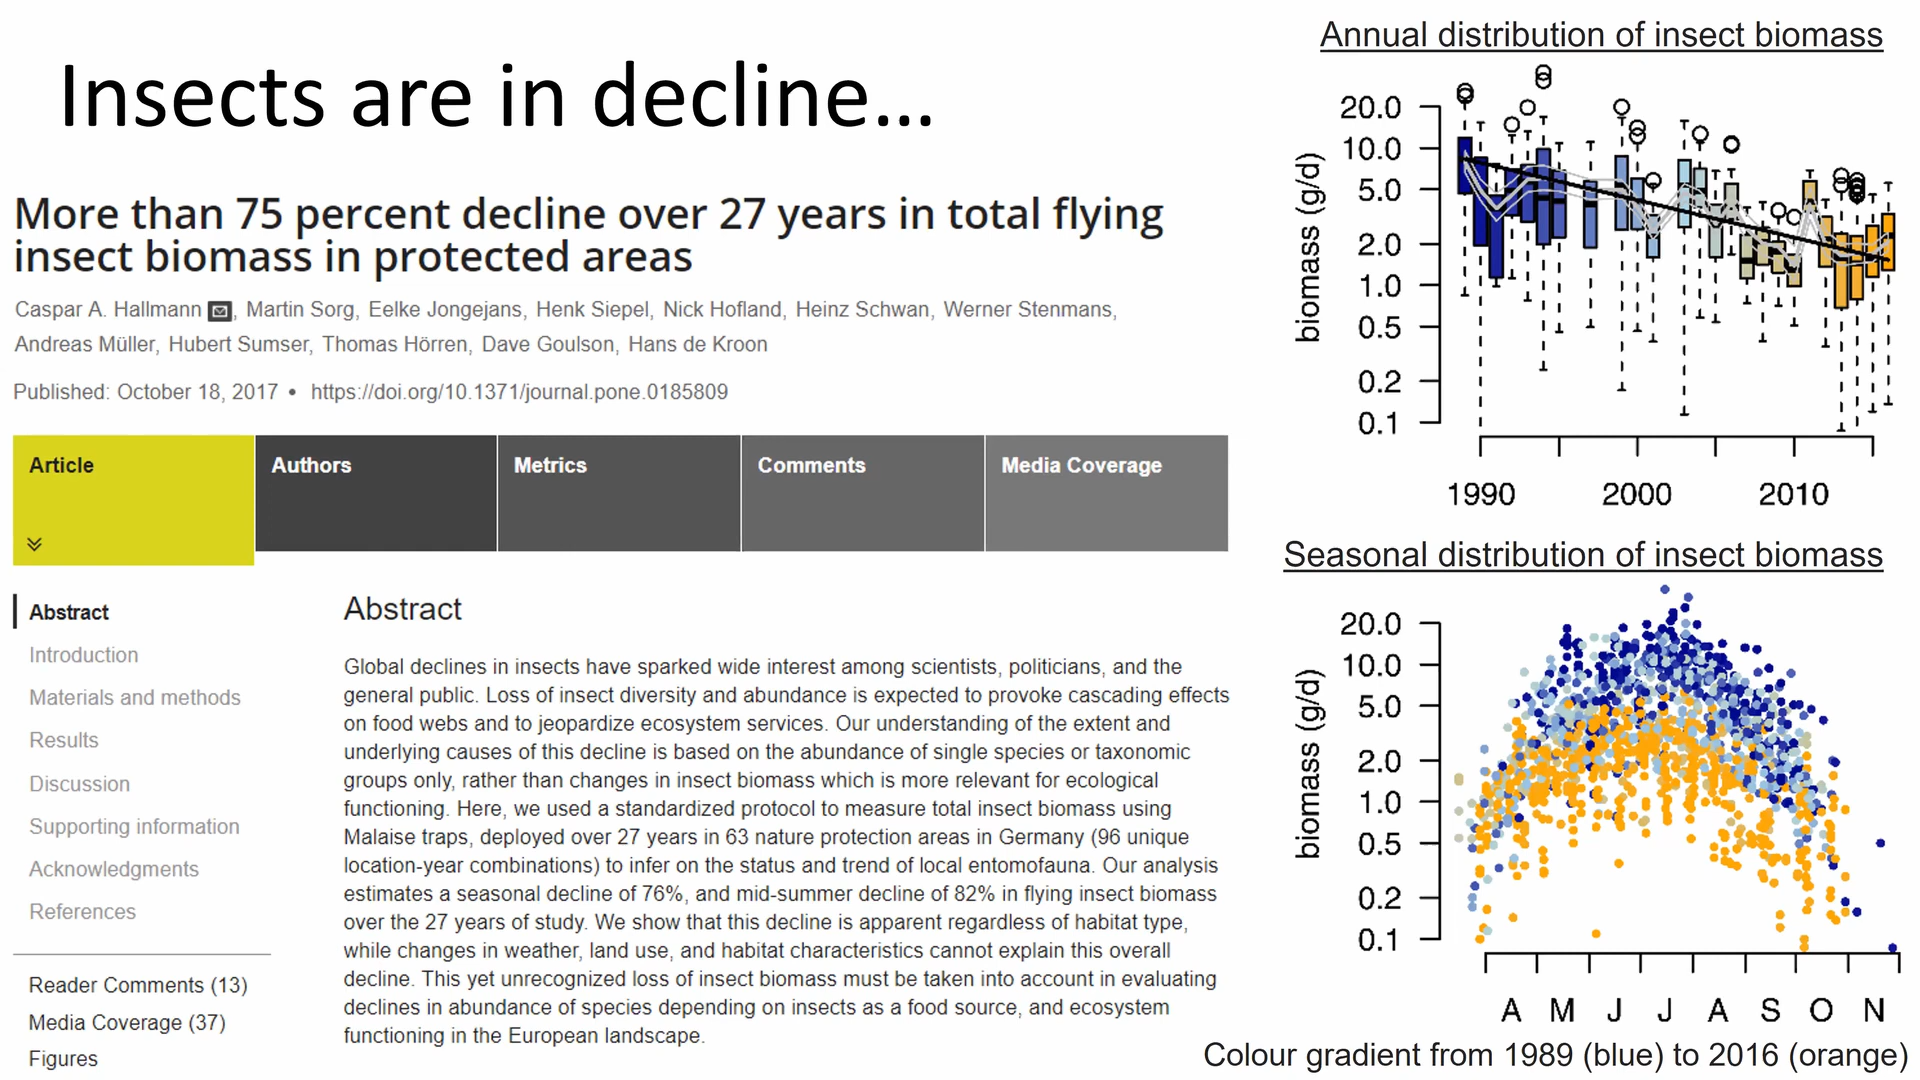 Insects are in decline...
More than 75 percent decline over 27 years in total flying
insect biomass in protected areas
Caspar A. Hallmann, Martin Sorg, Eelke Jongejans, Henk Siepel, Nick Hofland, Heinz Schwan, Werner Stenmans,
Andreas Müller, Hubert Sumser, Thomas Hörren, Dave Goulson, Hans de Kroon
Published: October 18, 2017 • https://doi.org/10.1371/journal.pone.0185809
Article
Authors
Metrics
Comments
Media Coverage
Abstract
Introduction
Materials and methods
Results
Discussion
Supporting information
Acknowledgments
References
Reader Comments (13)
Media Coverage (37)
Figures
Abstract
Global declines in insects have sparked wide interest among scientists, politicians, and the
general public. Loss of insect diversity and abundance is expected to provoke cascading effects
on food webs and to jeopardize ecosystem services. Our understanding of the extent and
underlying causes of this decline is based on the abundance of single species or taxonomic
groups only, rather than changes in insect biomass which is more relevant for ecological
functioning. Here, we used a standardized protocol to measure total insect biomass using
Malaise traps, deployed over 27 years in 63 nature protection areas in Germany (96 unique
location-year combinations) to infer on the status and trend of local entomofauna. Our analysis
estimates a seasonal decline of 76%, and mid-summer decline of 82% in flying insect biomass
over the 27 years of study. We show that this decline is apparent regardless of habitat type,
while changes in weather, land use, and habitat characteristics cannot explain this overall
decline. This yet unrecognized loss of insect biomass must be taken into account in evaluating
declines in abundance of species depending on insects as a food source, and ecosystem
functioning in the European landscape.
Annual distribution of insect biomass
biomass (g/d)
20.0
10.0
5.0
2.0
1.0
0.5
0.2
0.1
1990 2000 2010
Seasonal distribution of insect biomass
biomass (g/d)
20.0
10.0
5.0
2.0
1.0
0.5
0.2
0.1
A M J J A S O N
Colour gradient from 1989 (blue) to 2016 (orange)